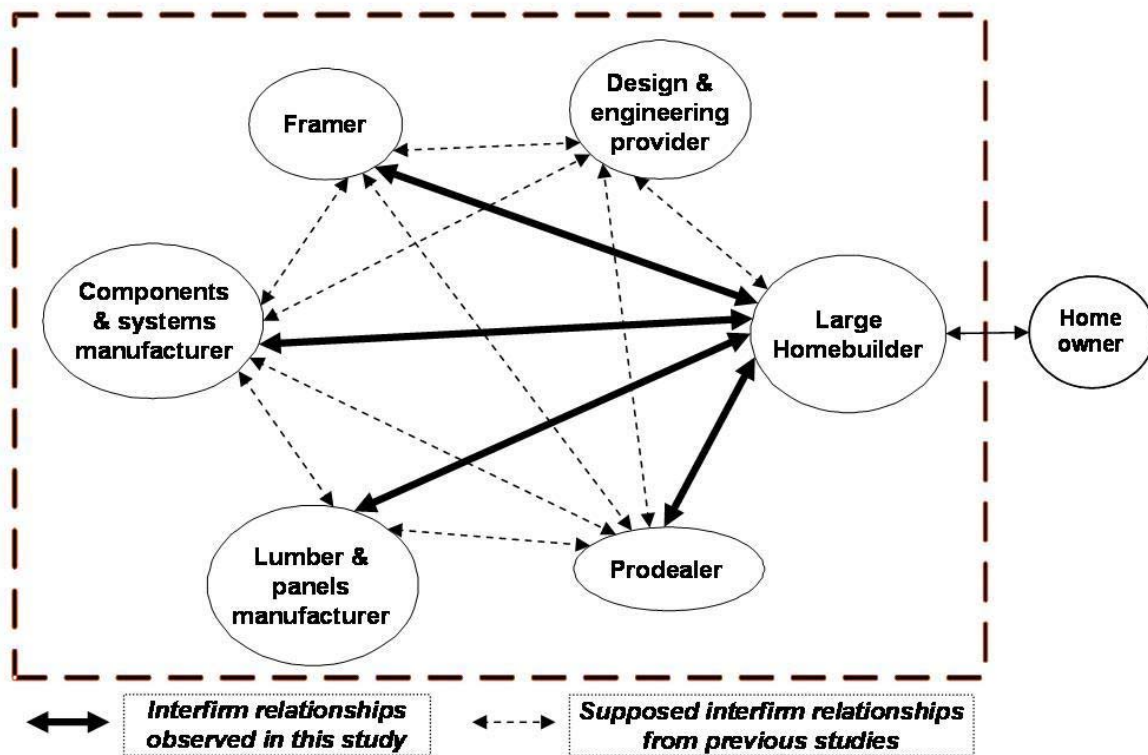 Framer
Design &
engineering
provider
Components
& systems
manufacturer
Large
Homebuilder
Home
owner
Lumber &
panels
manufacturer
Prodealer
Interfirm relationships
observed in this study
Supposed interfirm relationships
from previous studies